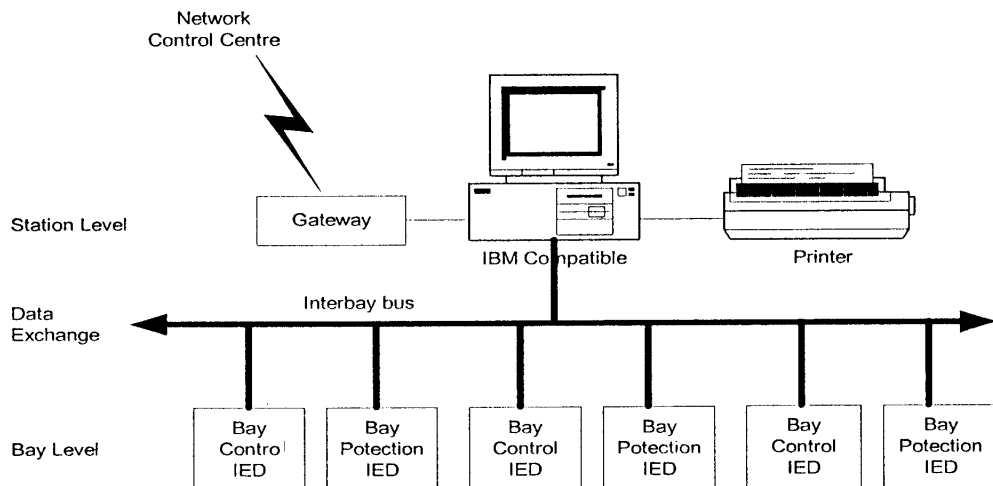 Network
Control Centre
Station Level
Gateway
IBM Compatible
Printer
Data
Exchange
Interbay bus
Bay Level
Bay
Control
IED
Bay
Potection
IED
Bay
Control
IED
Bay
Potection
IED
Bay
Control
IED
Bay
Potection
IED